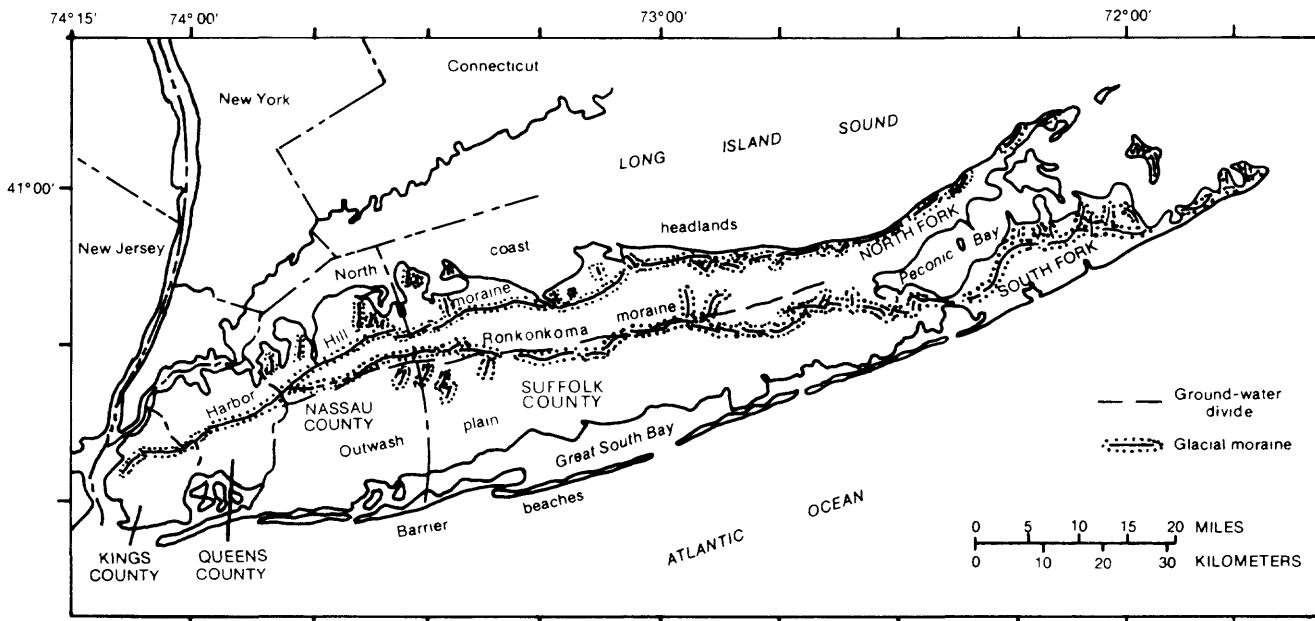 74°15' 74°00' 73°00' 72°00'
Connecticut
New York
LONG ISLAND SOUND
41°00'
New Jersey
headlands
coast
North
NORTH FORK
Peconic Bay
SOUTH FORK
moraine
Hill
Ronkonkoma moraine
Harbor
NASSAU
COUNTY
SUFFOLK
COUNTY
plain
Outwash
Great South Bay
beaches
Barrier
ATLANTIC OCEAN
KINGS
COUNTY
QUEENS
COUNTY
Ground-water
divide
Glacial moraine
0 5 10 15 20 MILES
0 10 20 30 KILOMETERS